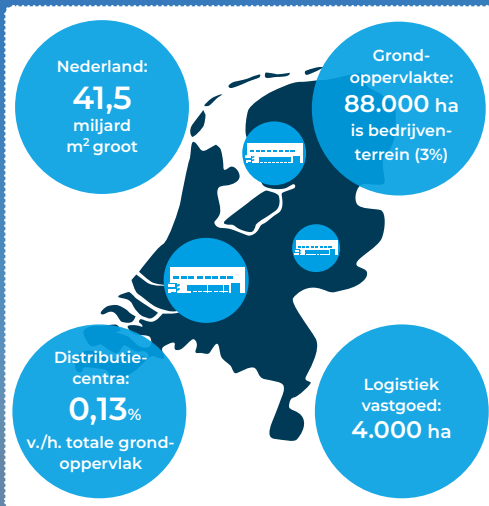 Nederland:
41,5
miljard
m² groot
Grond-
oppervlakte:
88.000 ha
is bedrijven-
terrein (3%)
Distributie-
centra:
0,13%
v./h. totale grond-
oppervlak
Logistiek
vastgoed:
4.000 ha